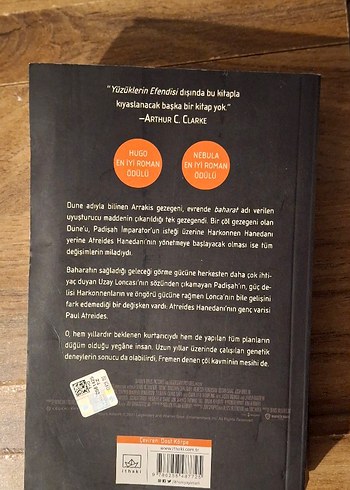 "Yüzüklerin Efendisi dışında bu kitapla
kıyaslanacak başka bir kitap yok."
—ARTHUR C. CLARKE
HUGO
EN İYİ ROMAN
ÖDÜLÜ
NEBULA
EN İYİ ROMAN
ÖDÜLÜ
Dune adıyla bilinen Arrakis gezegeni, evrende baharat adı verilen
uyuşturucu maddenin çıkarıldığı tek gezegendi. Bir çöl gezegeni olan
Dune'u, Padişah İmparator'un isteği üzerine Harkonnen Hanedanı
yerine Atreides Hanedanı'nın yönetmeye başlayacak olması ise tüm
değişimlerin miladıydı.
Baharatın sağladığı geleceği görme gücüne herkesten daha çok ihti-
yaç duyan Uzay Loncası'nın sözünden çıkamayan Padişah'ın, güç de-
lisi Harkonnenların ve öngörü gücüne rağmen Lonca'nın bile gelişini
fark edemediği bir değişken vardı: Atreides Hanedanı'nın genç varisi
Paul Atreides.
O, hem yıllardır beklenen kurtarıcıydı hem de yapılan tüm planların
düğüm olduğu yegâne insan. Uzun yıllar üzerinde çalışılan genetik
deneylerin sonucu da olabilirdi, Fremen denen çöl kavminin mesihi de.
Çeviren: Dost Körpe
www.ithaki.com.tr
ithaki